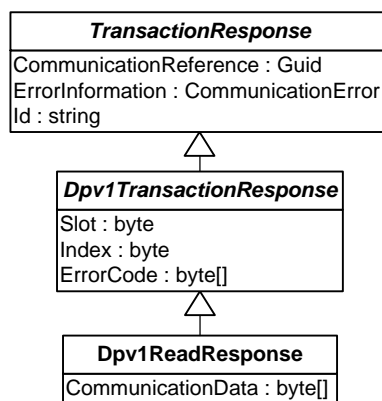 TransactionResponse
CommunicationReference : Guid
ErrorInformation : CommunicationError
Id : string
Dpv1TransactionResponse
Slot : byte
Index : byte
ErrorCode : byte[]
Dpv1ReadResponse
CommunicationData : byte[]